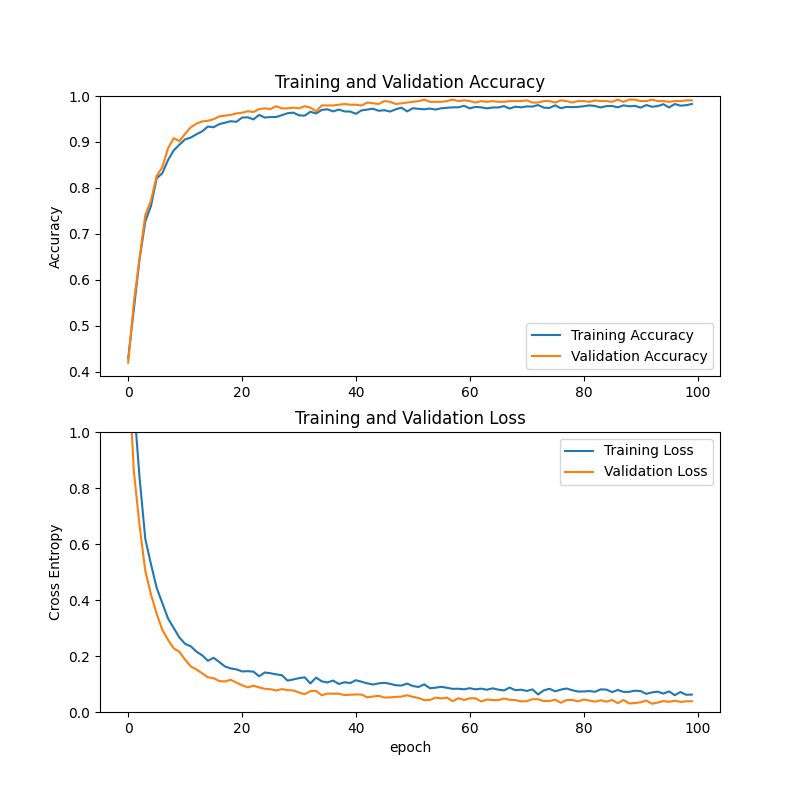 Training and Validation Accuracy
1.0
0.9
0.8
0.7
0.6
0.5
0.4
Accuracy
Training Accuracy
Validation Accuracy
0 20 40 60 80 100
Training and Validation Loss
1.0
0.8
0.6
0.4
0.2
0.0
Cross Entropy
Training Loss
Validation Loss
0 20 40 60 80 100
epoch